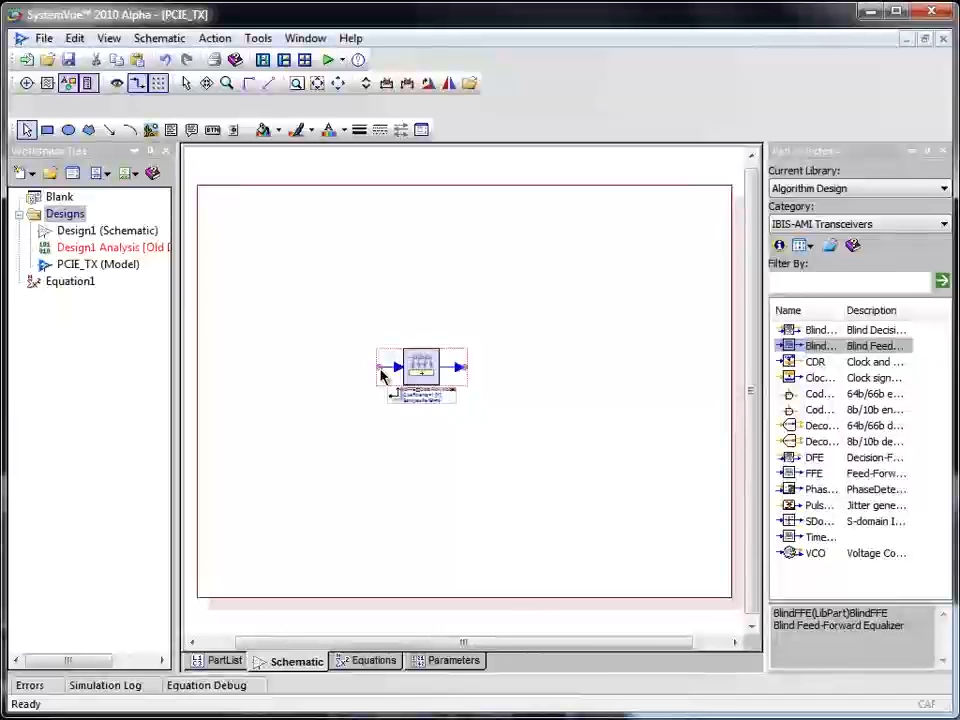 SystemVue™ 2010 Alpha - [PCIE_TX]
File Edit View Schematic Action Tools Window Help
Current Library:
Algorithm Design
Category:
IBIS-AMI Transceivers
Filter By:
Blank
Designs
Design1 (Schematic)
Design1 Analysis [Old D
PCIE_TX (Model)
Equation1
Name Description
Blind... Blind Decisi...
Blind... Blind Feed...
CDR Clock and ...
Cloc... Clock sign...
Cod... 64b/66b e...
Cod... 8b/10b en...
Deco... 64b/66b d...
Deco... 8b/10b de...
DFE Decision-F...
FFE Feed-Forw...
Phas... PhaseDete...
Puls... Jitter gene...
SDo... S-domain I...
Time...
VCO Voltage Co...
BlindFFE(LibPart)BlindFFE
Blind Feed-Forward Equalizer
PartList Schematic Equations Parameters
Errors Simulation Log Equation Debug
Ready
CAP